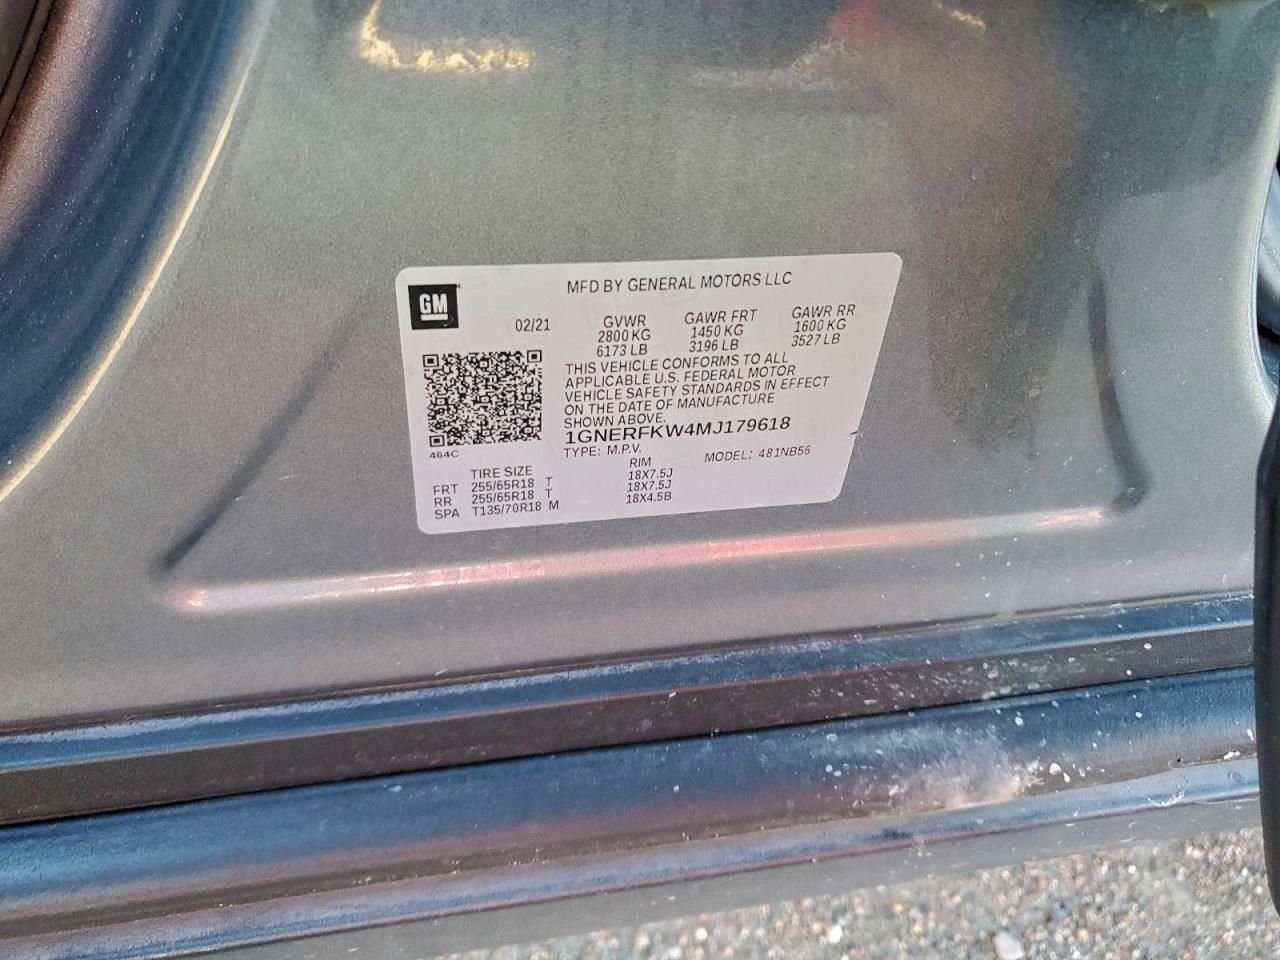 GM
MFD BY GENERAL MOTORS LLC
02/21
GVWR GAWR FRT GAWR RR
2800 KG 1450 KG 1600 KG
6173 LB 3196 LB 3527 LB
THIS VEHICLE CONFORMS TO ALL
APPLICABLE U.S. FEDERAL MOTOR
VEHICLE SAFETY STANDARDS IN EFFECT
ON THE DATE OF MANUFACTURE
SHOWN ABOVE.
1GNERFKW4MJ179618
TYPE: M.P.V. MODEL: 481NB56
464C
TIRE SIZE RIM
FRT 255/65R18 T 18X7.5J
RR 255/65R18 T 18X7.5J
SPA T135/70R18 M 18X4.5B